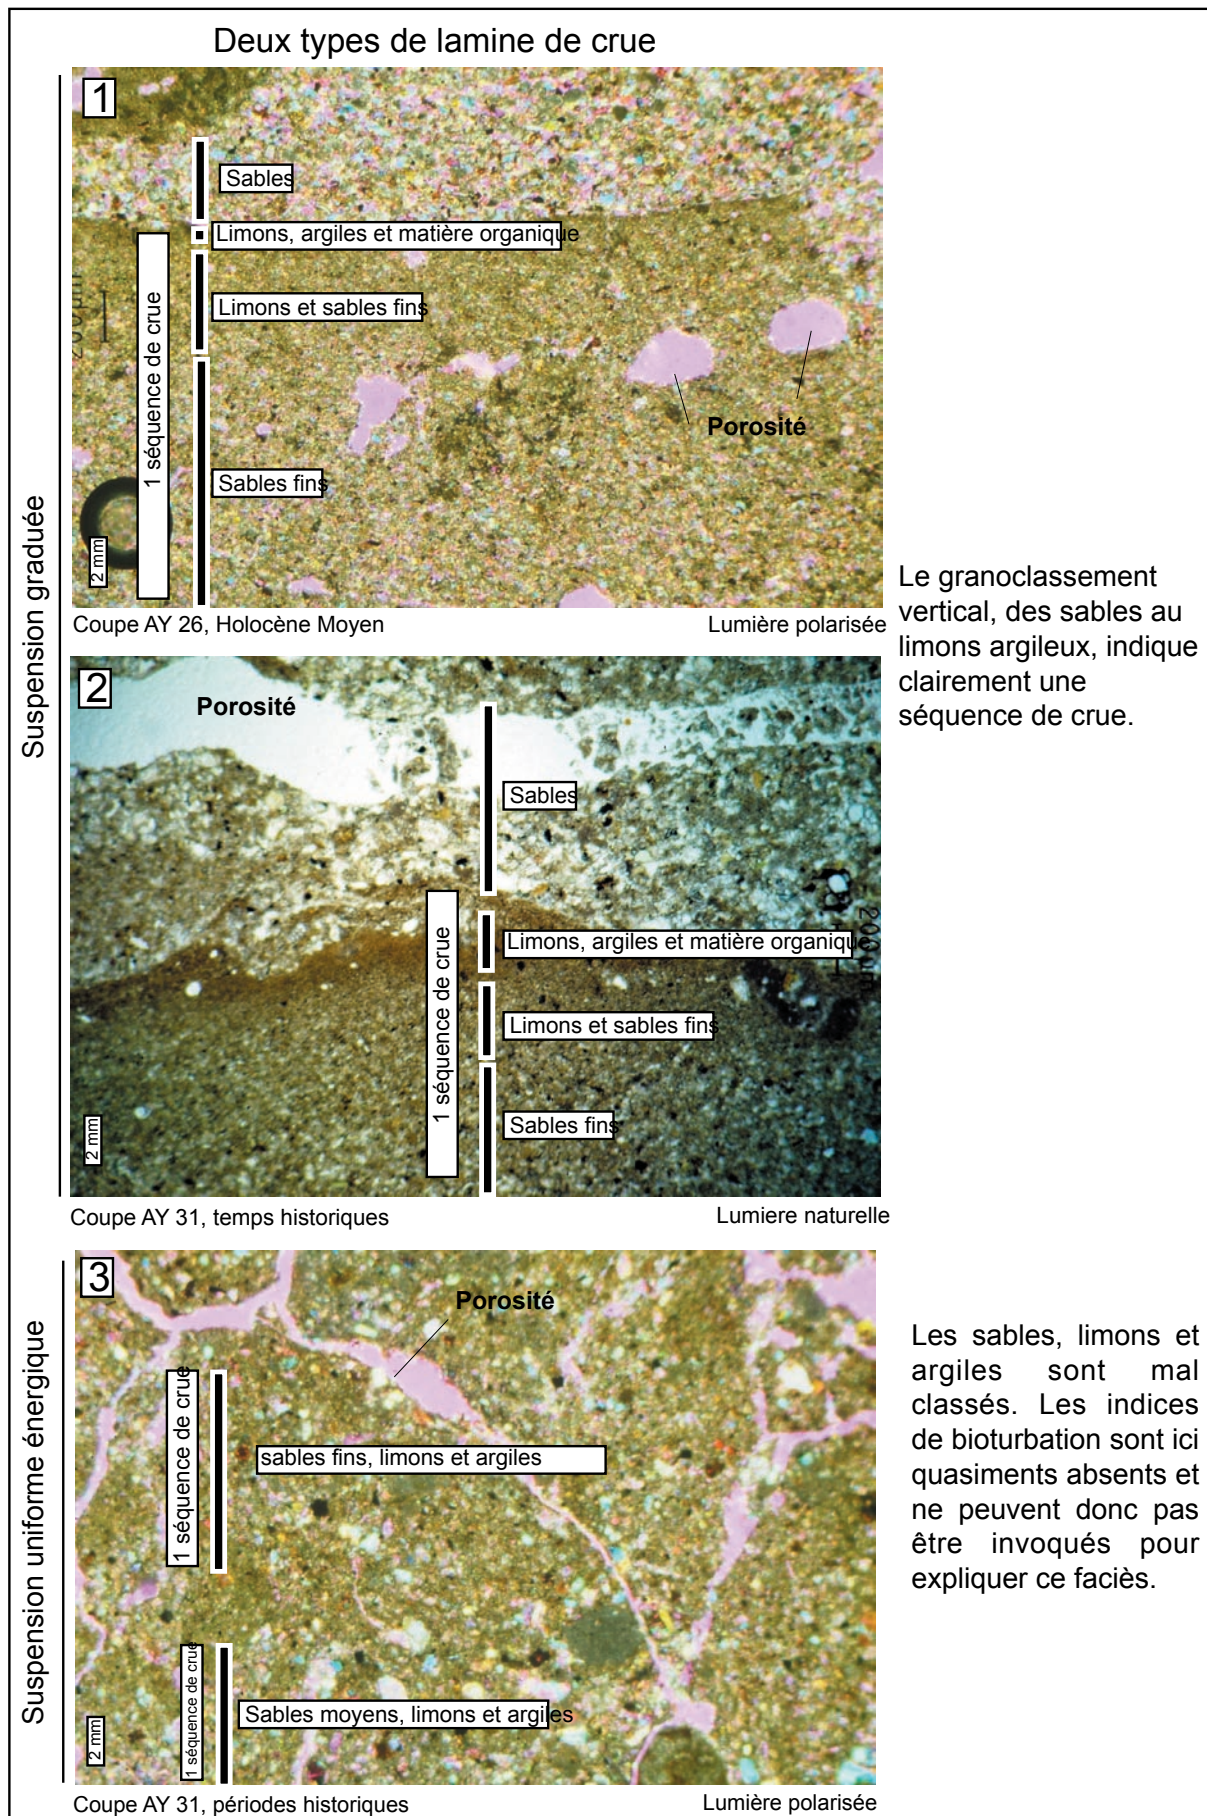 Deux types de lamine de crue
Suspension graduée
1
Sables
Limons, argiles et matière organique
Limons et sables fins
1 séquence de crue
Porosité
Sables fins
2 mm
Coupe AY 26, Holocène Moyen
Lumière polarisée
Le granoclassement
vertical, des sables au
limons argileux, indique
clairement une
séquence de crue.
2
Porosité
Sables
1 séquence de crue
Limons, argiles et matière organique
Limons et sables fins
Sables fins
2 mm
Coupe AY 31, temps historiques
Lumiere naturelle
Suspension uniforme énergique
3
Porosité
1 séquence de crue
sables fins, limons et argiles
1 séquence de crue
Sables moyens, limons et argiles
2 mm
Coupe AY 31, périodes historiques
Lumière polarisée
Les sables, limons et
argiles sont mal
classés. Les indices
de bioturbation sont ici
quasiments absents et
ne peuvent donc pas
être invoqués pour
expliquer ce faciès.